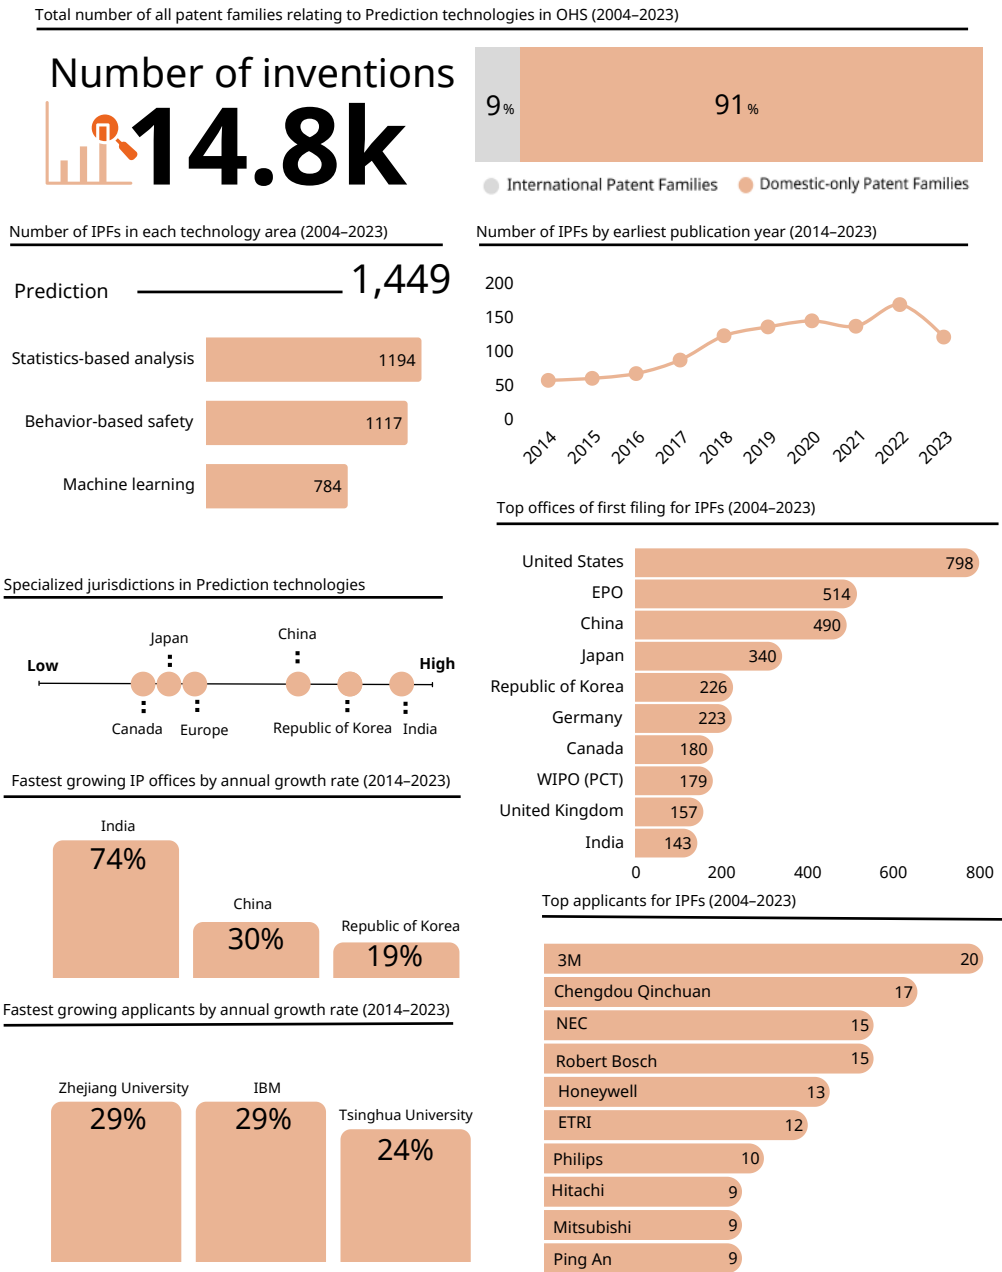 Total number of all patent families relating to Prediction technologies in OHS (2004–2023)
Number of inventions
14.8k
9%
91%
International Patent Families
Domestic-only Patent Families
Number of IPFs in each technology area (2004–2023)
Prediction
1,449
Statistics-based analysis
1194
Behavior-based safety
1117
Machine learning
784
Number of IPFs by earliest publication year (2014–2023)
200
150
100
50
0
2014
2015
2016
2017
2018
2019
2020
2021
2022
2023
Top offices of first filing for IPFs (2004–2023)
United States
798
EPO
514
China
490
Japan
340
Republic of Korea
226
Germany
223
Canada
180
WIPO (PCT)
179
United Kingdom
157
India
143
0
200
400
600
800
Specialized jurisdictions in Prediction technologies
Japan
China
Low
High
Canada
Europe
Republic of Korea
India
Fastest growing IP offices by annual growth rate (2014–2023)
India
74%
China
30%
Republic of Korea
19%
Fastest growing applicants by annual growth rate (2014–2023)
Zhejiang University
29%
IBM
29%
Tsinghua University
24%
Top applicants for IPFs (2004–2023)
3M
20
Chengdou Qinchuan
17
NEC
15
Robert Bosch
15
Honeywell
13
ETRI
12
Philips
10
Hitachi
9
Mitsubishi
9
Ping An
9